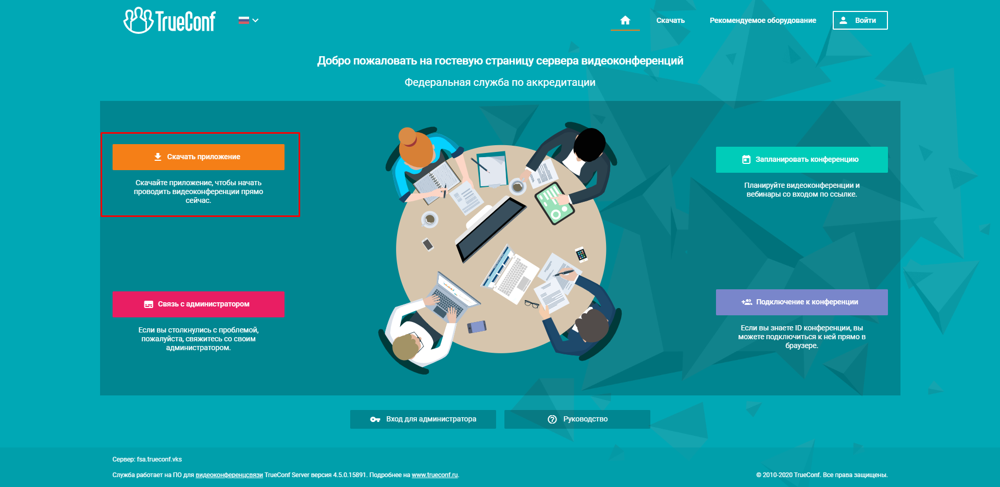 TrueConf
Скачать
Рекомендуемое оборудование
Войти
Добро пожаловать на гостевую страницу сервера видеоконференций
Федеральная служба по аккредитации
Скачать приложение
Скачайте приложение, чтобы начать
проводить видеоконференции прямо
сейчас.
Запланировать конференцию
Планируйте видеоконференции и
вебинары со входом по ссылке.
Связь с администратором
Если вы столкнулись с проблемой,
пожалуйста, свяжитесь со своим
администратором.
Подключение к конференции
Если вы знаете ID конференции, вы
можете подключиться к ней прямо в
браузере.
Вход для администратора
Руководство
Сервер: fsa.trueconf.vks
Служба работает на ПО для видеоконференцсвязи TrueConf Server версия 4.5.0.15891. Подробнее на www.trueconf.ru.
© 2010-2020 TrueConf. Все права защищены.